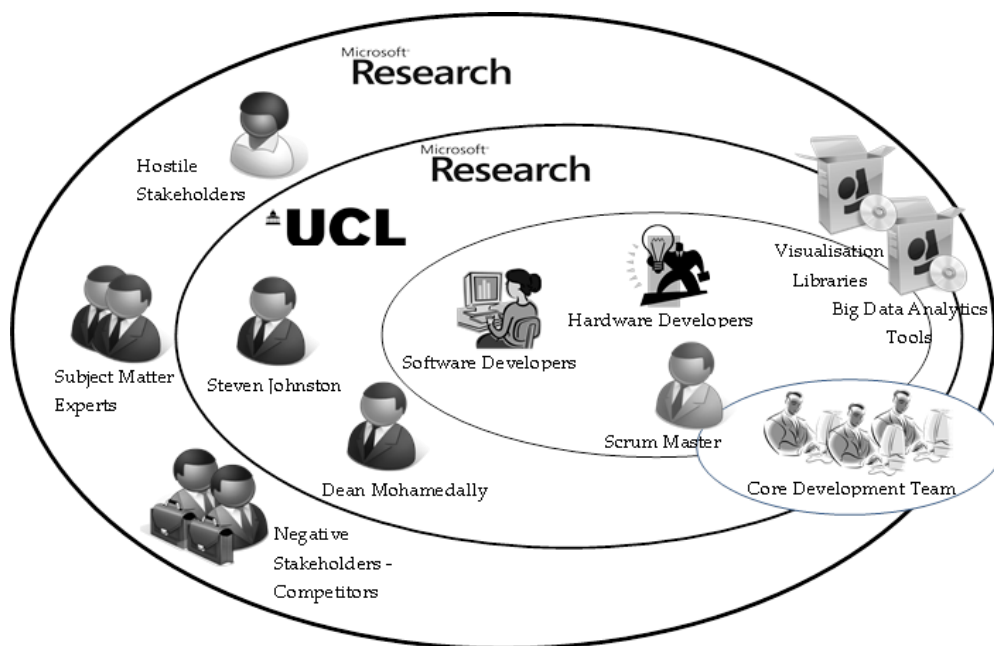 Microsoft
Research
Hostile
Stakeholders
Microsoft
Research
UCL
Visualisation
Libraries
Big Data Analytics
Tools
Hardware Developers
Software Developers
Subject Matter
Experts
Steven Johnston
Scrum Master
Dean Mohamedally
Core Development Team
Negative
Stakeholders -
Competitors